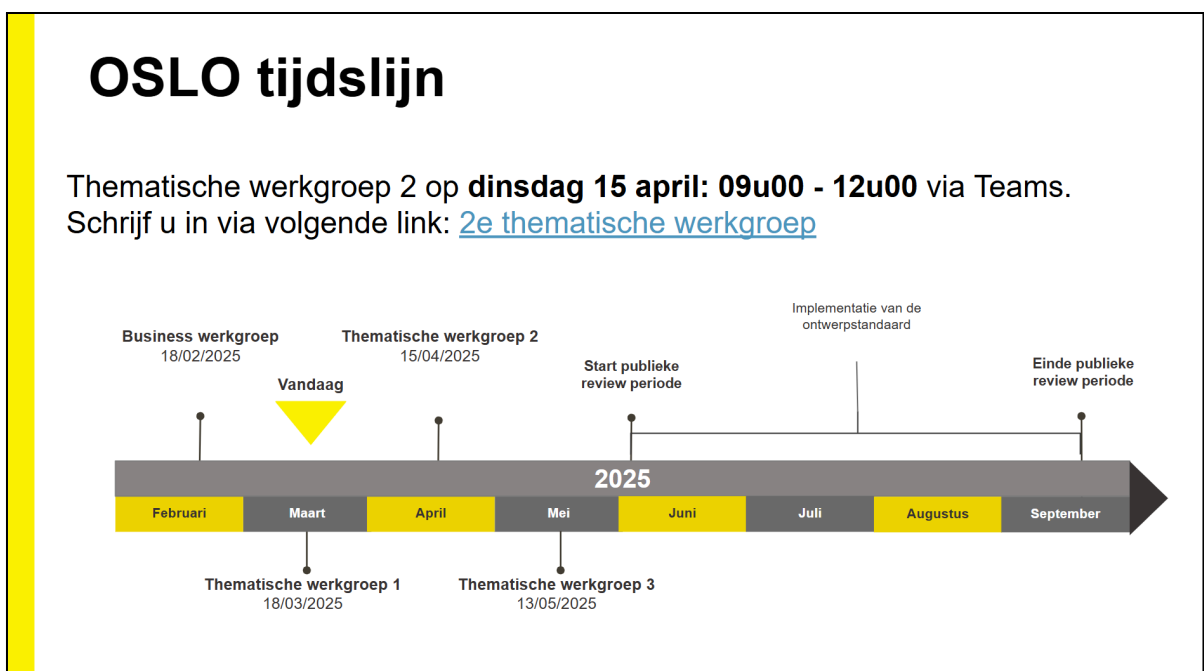 OSLO tijdslijn
Thematische werkgroep 2 op dinsdag 15 april: 09u00 - 12u00 via Teams.
Schrijf u in via volgende link: 2e thematische werkgroep
Implementatie van de
ontwerpstandaard
Business werkgroep
18/02/2025
Thematische werkgroep 2
15/04/2025
Start publieke
review periode
Einde publieke
review periode
Vandaag
2025
Februari
Maart
April
Mei
Juni
Juli
Augustus
September
Thematische werkgroep 1
18/03/2025
Thematische werkgroep 3
13/05/2025